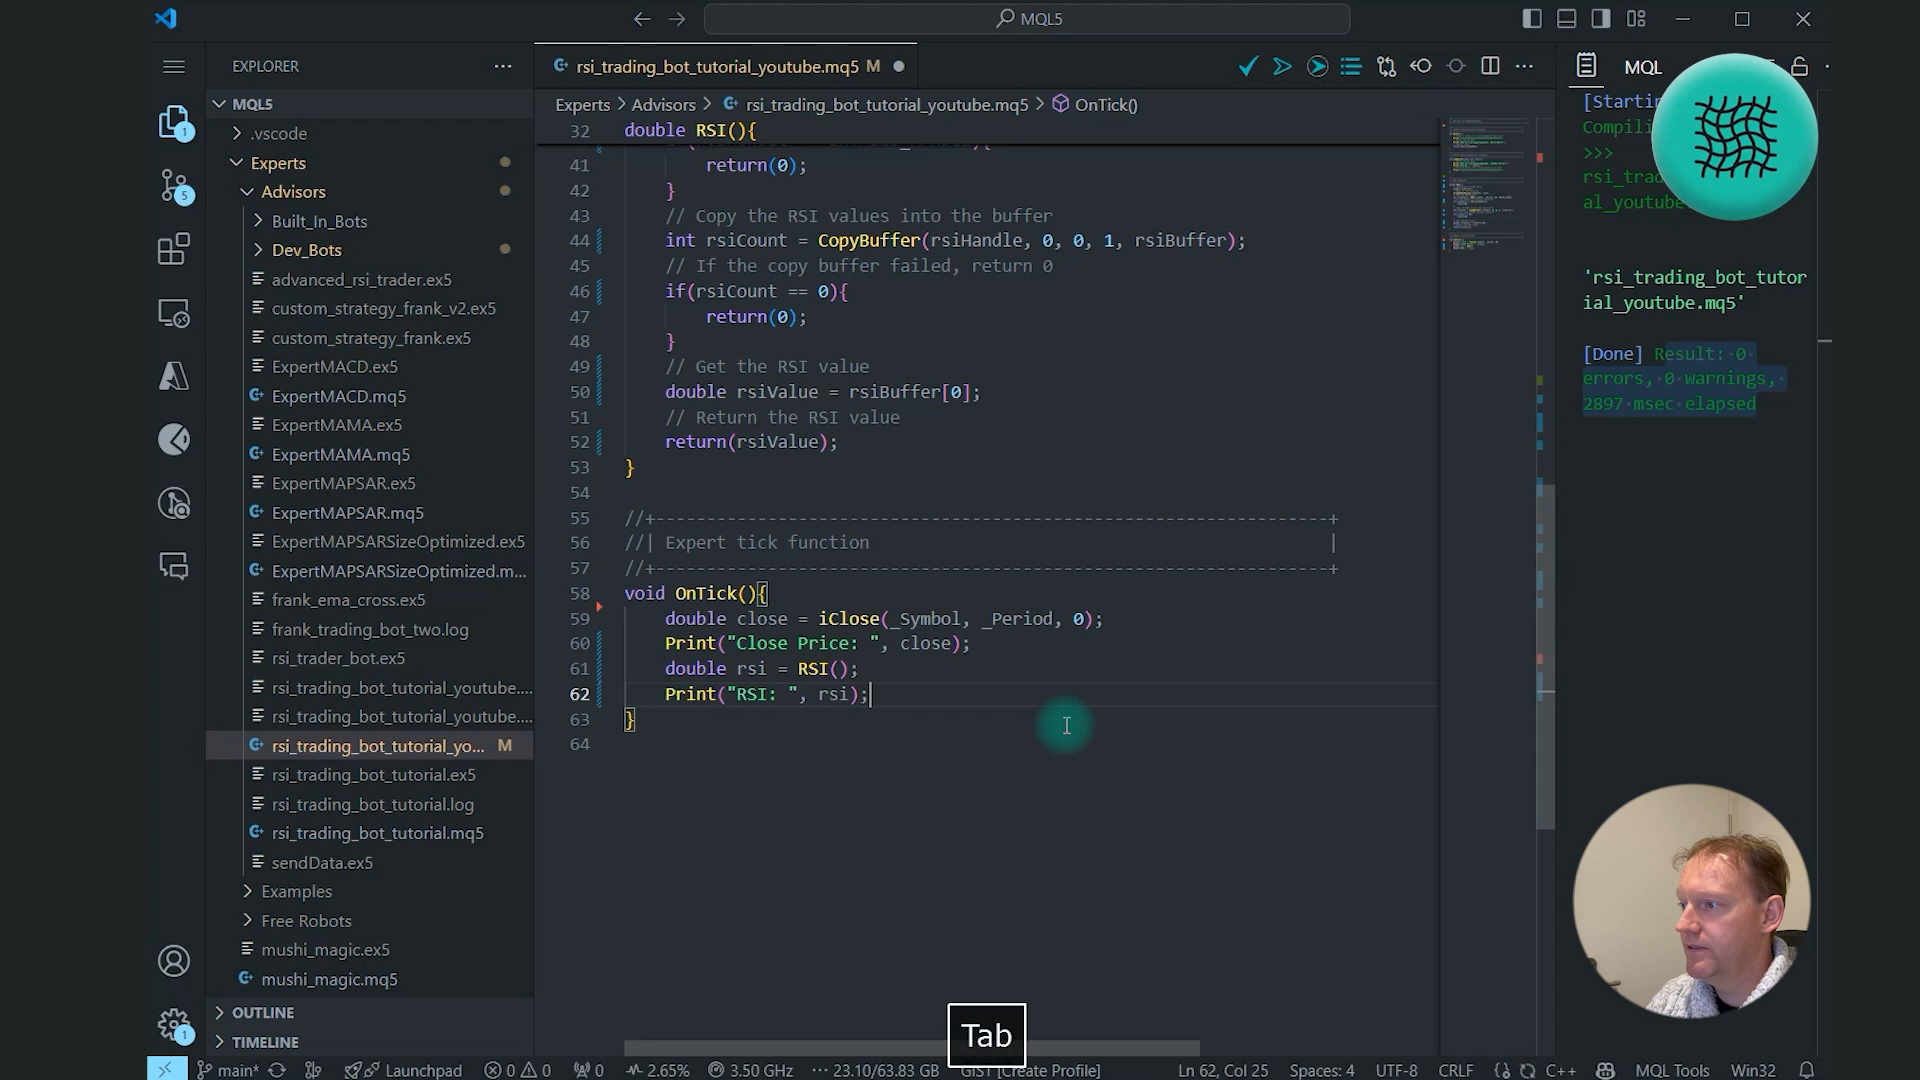 MQL5
EXPLORER
rsi_trading_bot_tutorial_youtube.mq5 M
MQL
MQL5
Experts > Advisors > rsi_trading_bot_tutorial_youtube.mq5 > OnTick()
.vscode
Experts
Advisors
Built_In_Bots
Dev_Bots
advanced_rsi_trader.ex5
custom_strategy_frank_v2.ex5
custom_strategy_frank.ex5
ExpertMACD.ex5
ExpertMACD.mq5
ExpertMAMA.ex5
ExpertMAMA.mq5
ExpertMAPSAR.ex5
ExpertMAPSAR.mq5
ExpertMAPSARSizeOptimized.ex5
ExpertMAPSARSizeOptimized.m...
frank_ema_cross.ex5
frank_trading_bot_two.log
rsi_trader_bot.ex5
rsi_trading_bot_tutorial_youtube....
rsi_trading_bot_tutorial_youtube....
rsi_trading_bot_tutorial_yo... M
rsi_trading_bot_tutorial.ex5
rsi_trading_bot_tutorial.log
rsi_trading_bot_tutorial.mq5
sendData.ex5
Examples
Free Robots
mushi_magic.ex5
mushi_magic.mq5
OUTLINE
TIMELINE
1
5
1
32 double RSI(){
41 return(0);
42 }
43 // Copy the RSI values into the buffer
44 int rsiCount = CopyBuffer(rsiHandle, 0, 0, 1, rsiBuffer);
45 // If the copy buffer failed, return 0
46 if(rsiCount == 0){
47 return(0);
48 }
49 // Get the RSI value
50 double rsiValue = rsiBuffer[0];
51 // Return the RSI value
52 return(rsiValue);
53 }
54
55 //+------------------------------------------------------------------+
56 //| Expert tick function |
57 //+------------------------------------------------------------------+
58 void OnTick(){
59 double close = iClose(_Symbol, _Period, 0);
60 Print("Close Price: ", close);
61 double rsi = RSI();
62 Print("RSI: ", rsi);
63 }
64
[Startin
Compili
>>>
rsi_trad
al_youtube
'rsi_trading_bot_tutor
ial_youtube.mq5'
[Done] Result: 0
errors, 0 warnings,
2897 msec elapsed
Tab
main* Launchpad 0 0 0 2.65% 3.50 GHz 23.10/63.83 GB GIST [Create Profile] Ln 62, Col 25 Spaces: 4 UTF-8 CRLF {} C++ MQL Tools Win32